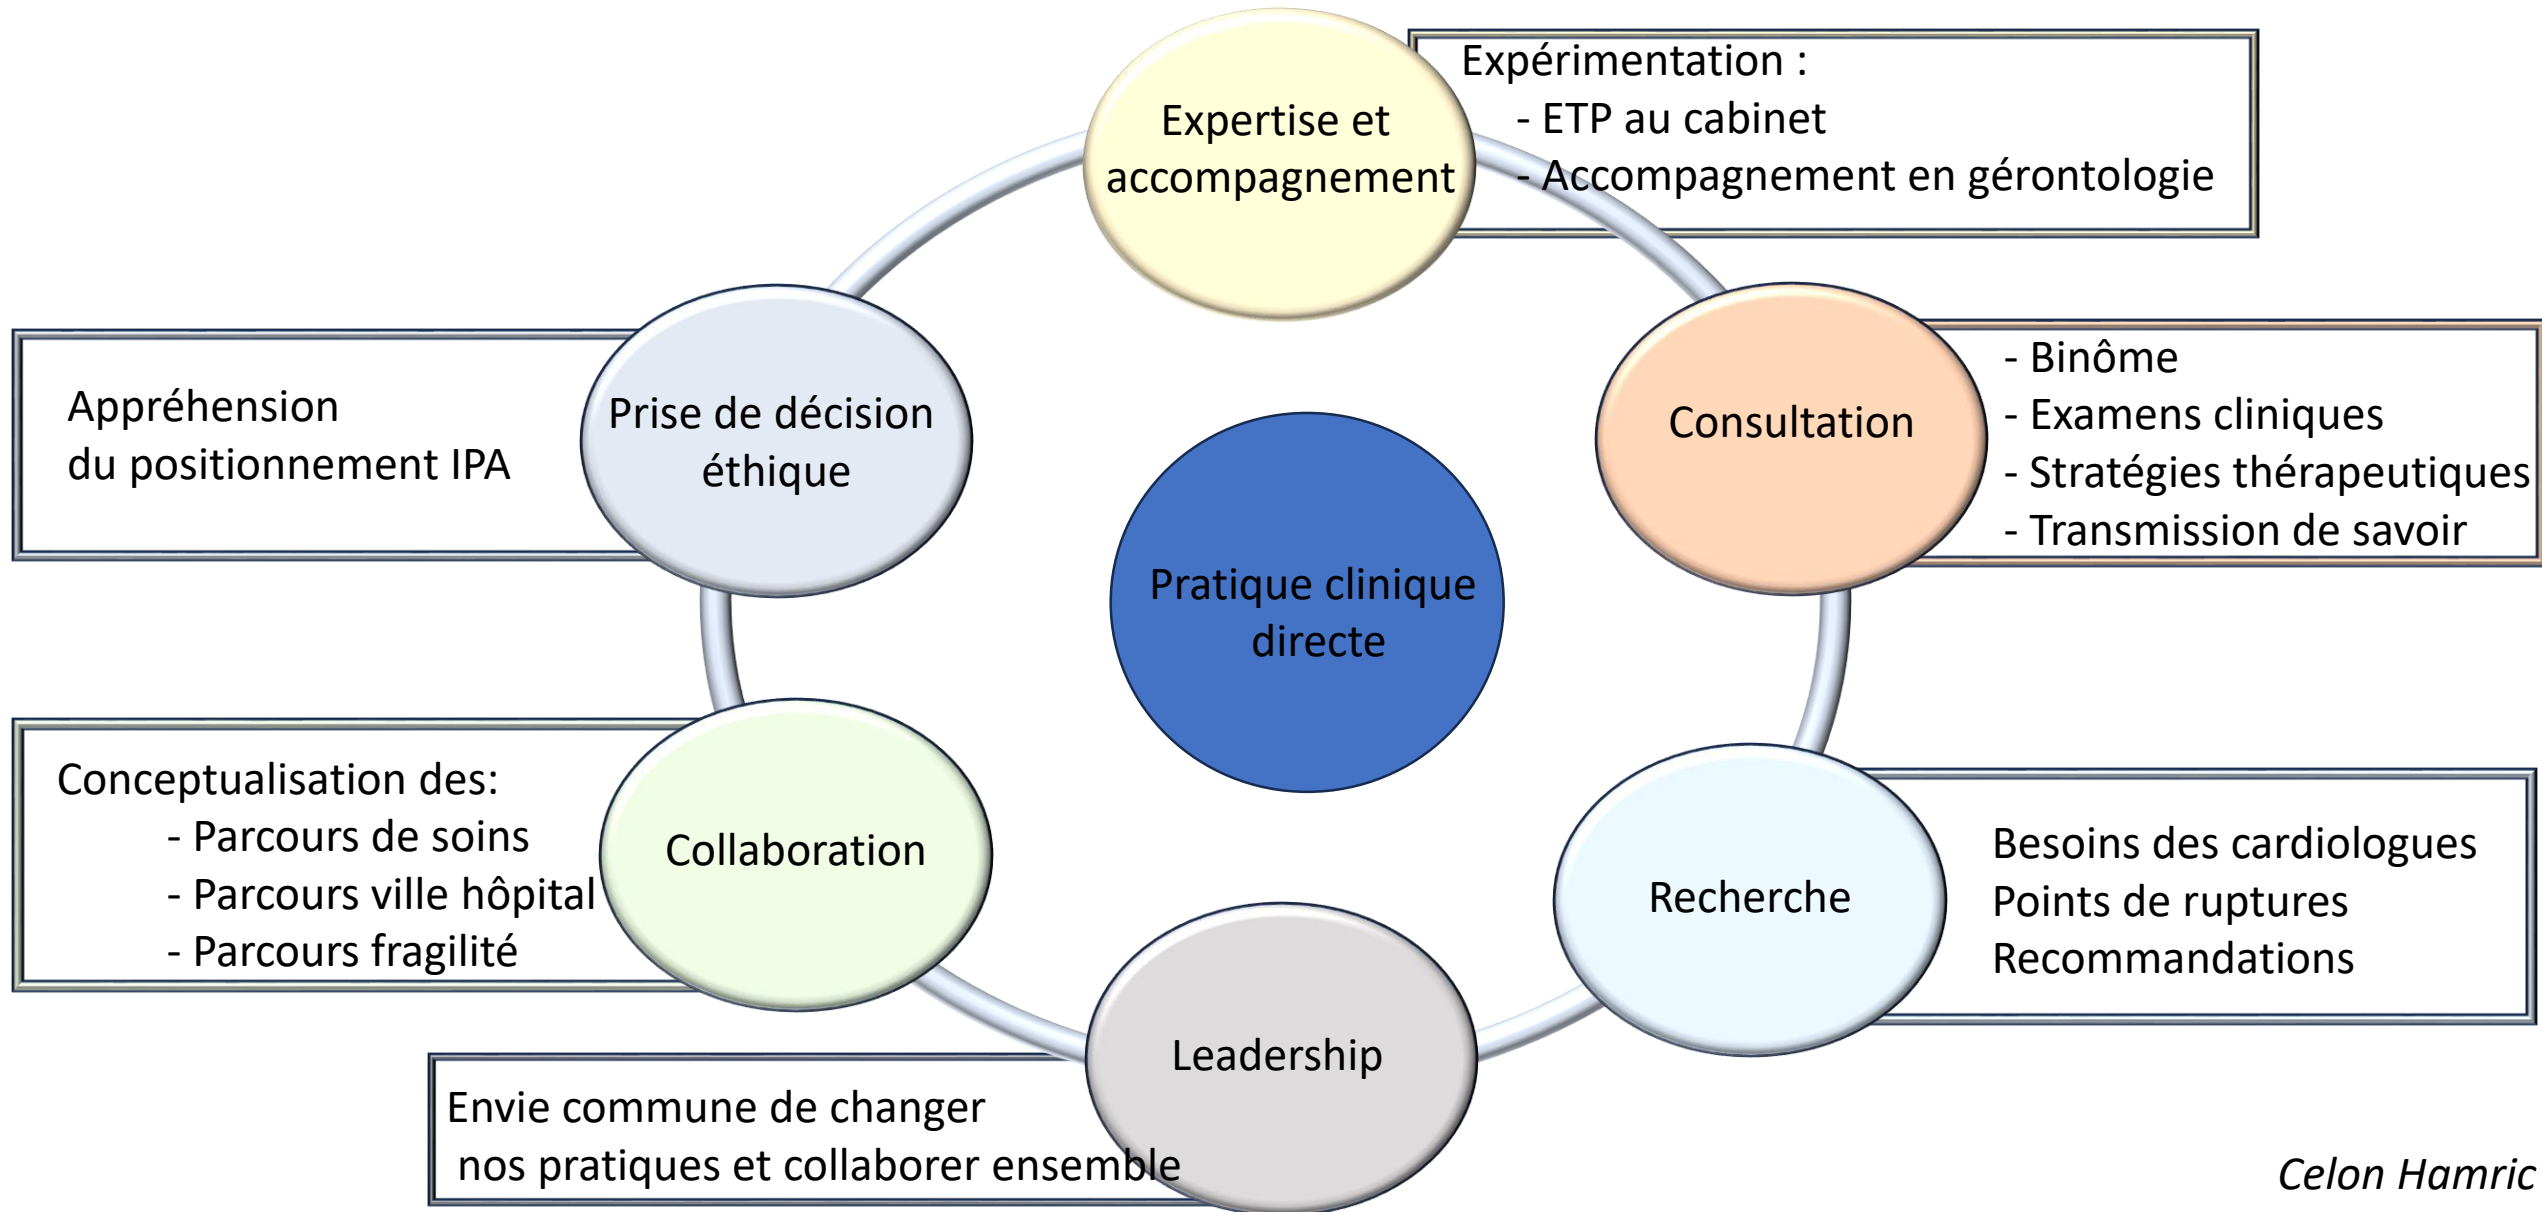 Expertise et
accompagnement
Expérimentation :
- ETP au cabinet
- Accompagnement en gérontologie
Appréhension
du positionnement IPA
Prise de décision
éthique
Consultation
- Binôme
- Examens cliniques
- Stratégies thérapeutiques
- Transmission de savoir
Pratique clinique
directe
Conceptualisation des:
- Parcours de soins
- Parcours ville hôpital
- Parcours fragilité
Collaboration
Recherche
Besoins des cardiologues
Points de ruptures
Recommandations
Leadership
Envie commune de changer
nos pratiques et collaborer ensemble
Celon Hamric